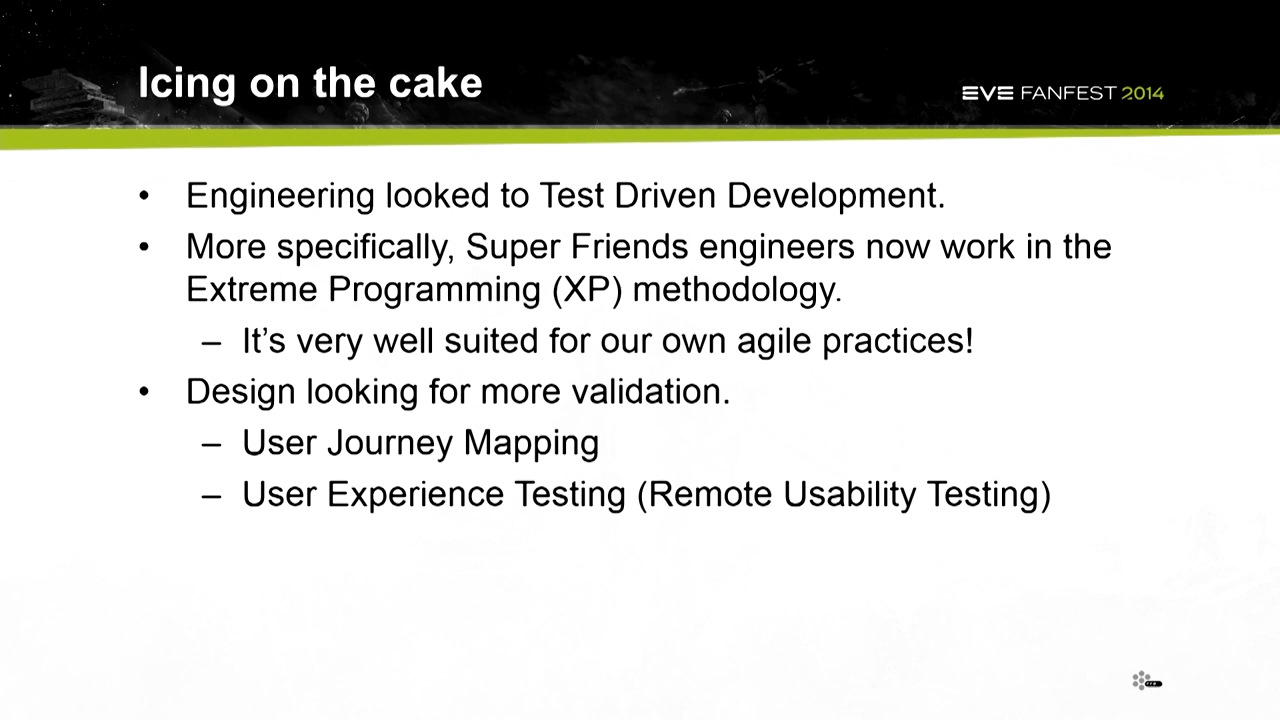 Icing on the cake
EVE FANFEST 2014
• Engineering looked to Test Driven Development.
• More specifically, Super Friends engineers now work in the
Extreme Programming (XP) methodology.
– It’s very well suited for our own agile practices!
• Design looking for more validation.
– User Journey Mapping
– User Experience Testing (Remote Usability Testing)